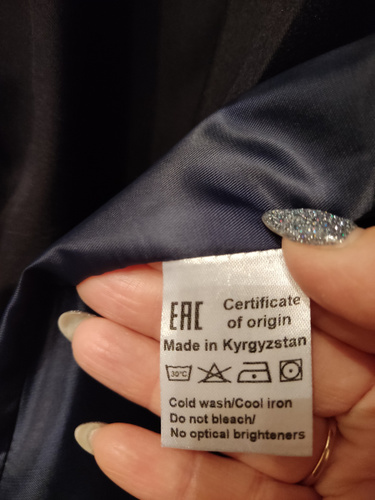 EAC Certificate
of origin
Made in Kyrgyzstan
30°C
Cold wash/Cool iron
Do not bleach/
No optical brighteners